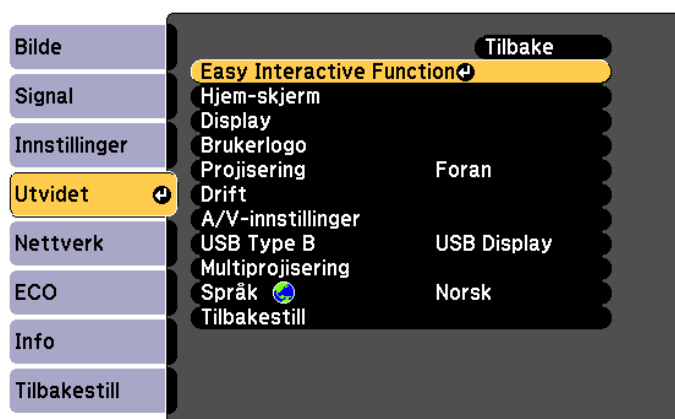 Bilde
Signal
Innstillinger
Utvidet
Nettverk
ECO
Info
Tilbakestill
Tilbake
Easy Interactive Function
Hjem-skjerm
Display
Brukerlogo
Projisering Foran
Drift
A/V-innstillinger
USB Type B USB Display
Multiprojisering
Språk Norsk
Tilbakestill